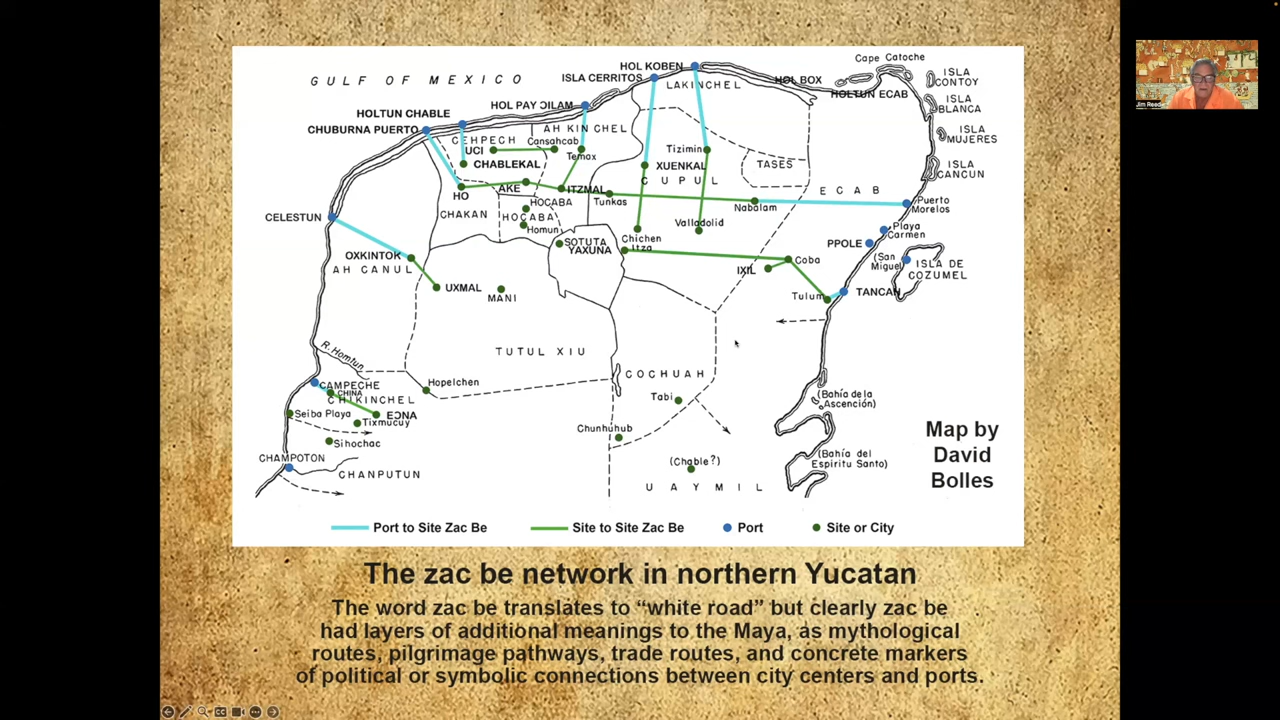 GULF OF MEXICO
HOL KOBEN
ISLA CERRITOS
LAKINCHEL
HOL BOX
Cape Catoche
HOLTUN ECAB
ISLA CONTOY
ISLA BLANCA
ISLA MUJERES
ISLA CANCUN
HOL PAY ƆILAM
HOLTUN CHABLE
CHUBURNA PUERTO
AH KIN CHEL
CEHPECH
Cansahcab
UCI
Temax
CHABLEKAL
Tizimin
XUENKAL
TASES
CUPUL
ECAB
HO
AKE
ITZMAL
Tunkas
Nabalam
Puerto Morelos
HOCABA
CHAKAN
HOCABA
Homun
CELESTUN
SOTUTA
YAXUNA
Chichen Itza
Valladolid
Playa Carmen
PPOLE
(San Miguel)
ISLA DE COZUMEL
OXKINTOK
AH CANUL
IXIL
Coba
UXMAL
MANI
Tulum
TANCAH
R. Homtun
TUTUL XIU
COCHUAH
CAMPECHE
CHINA
CHIKINCHEL
Hopelchen
Seiba Playa
EƆNA
Tixmucuy
Tabi
(Bahía de la Ascención)
Sihochac
Chunhuhub
CHAMPOTON
CHANPUTUN
(Chable?)
(Bahía del Espiritu Santo)
UAYMIL
Map by
David
Bolles
Port to Site Zac Be
Site to Site Zac Be
Port
Site or City
The zac be network in northern Yucatan
The word zac be translates to “white road” but clearly zac be
had layers of additional meanings to the Maya, as mythological
routes, pilgrimage pathways, trade routes, and concrete markers
of political or symbolic connections between city centers and ports.